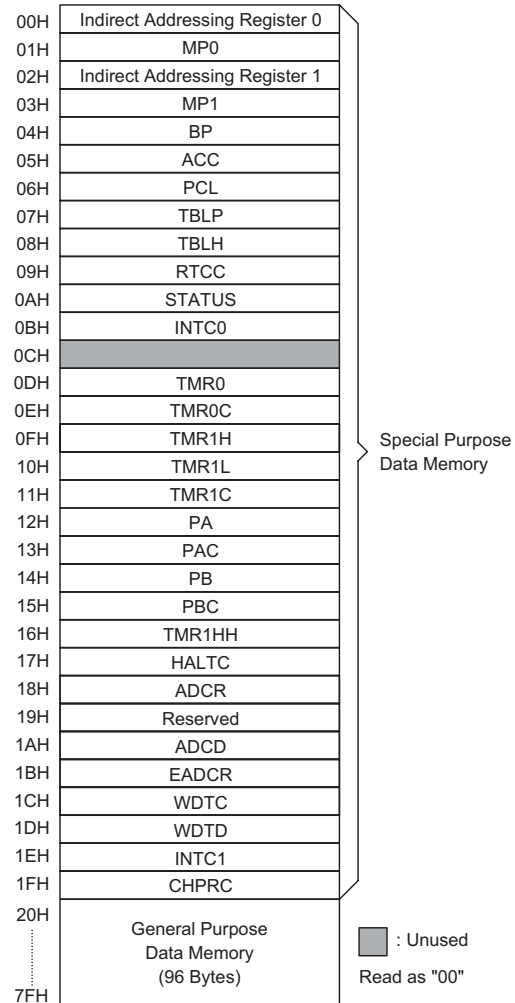 00H Indirect Addressing Register 0
01H MP0
02H Indirect Addressing Register 1
03H MP1
04H BP
05H ACC
06H PCL
07H TBLP
08H TBLH
09H RTCC
0AH STATUS
0BH INTC0
0CH
0DH TMR0
0EH TMR0C
0FH TMR1H
10H TMR1L
11H TMR1C
12H PA
13H PAC
14H PB
15H PBC
16H TMR1HH
17H HALTC
18H ADCR
19H Reserved
1AH ADCD
1BH EADCR
1CH WDTC
1DH WDTD
1EH INTC1
1FH CHPRC
Special Purpose
Data Memory
20H
General Purpose
Data Memory
(96 Bytes)
7FH
: Unused
Read as "00"